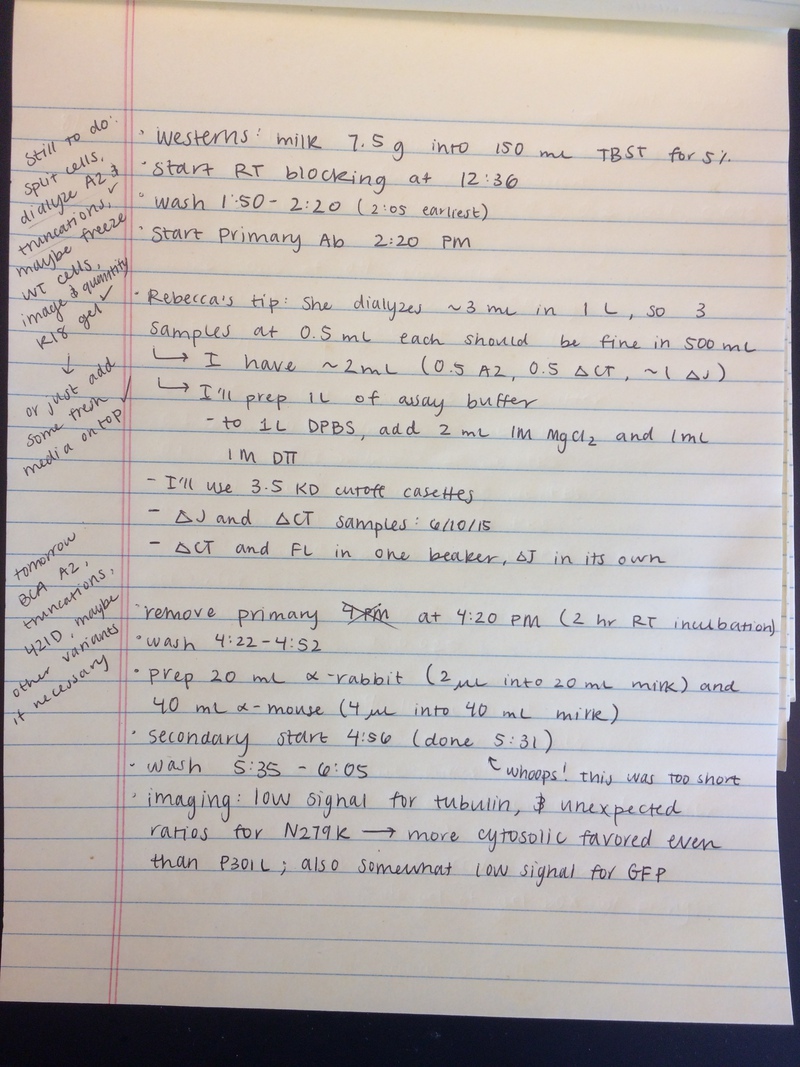 Still to do:
split cells,
dialyze A2 &
truncations, ✓
maybe freeze
WT cells,
image & quantify
K18 gel ✓
↓
or just add
some fresh
media on top ✓
tomorrow
BCA A2,
truncations,
421D, maybe
other variants
if necessary
· Westerns: milk 7.5 g into 150 mL TBST for 5%
· Start RT blocking at 12:36
· Wash 1:50 - 2:20 (2:05 earliest)
· Start Primary Ab 2:20 PM
· Rebecca's tip: She dialyzes ~3 mL in 1 L, so 3
samples at 0.5 mL each should be fine in 500 mL
↳ I have ~2mL (0.5 A2, 0.5 ΔCT, ~1 ΔJ)
↳ I'll prep 1L of assay buffer
- to 1L DPBS, add 2 mL 1M MgCl2 and 1mL
1M DTT
- I'll use 3.5 KD cutoff casettes
- ΔJ and ΔCT samples: 6/10/15
- ΔCT and FL in one beaker, ΔJ in its own
· remove primary 4 PM at 4:20 PM (2 hr RT incubation)
· wash 4:22-4:52
· prep 20 mL α-rabbit (2 μL into 20 mL milk) and
40 mL α-mouse (4 μL into 40 mL milk)
· secondary start 4:56 (done 5:31)
· wash 5:35 - 6:05
↖ whoops! this was too short
· imaging: low signal for tubulin, & unexpected
ratios for N279K → more cytosolic favored even
than P301L; also somewhat low signal for GFP